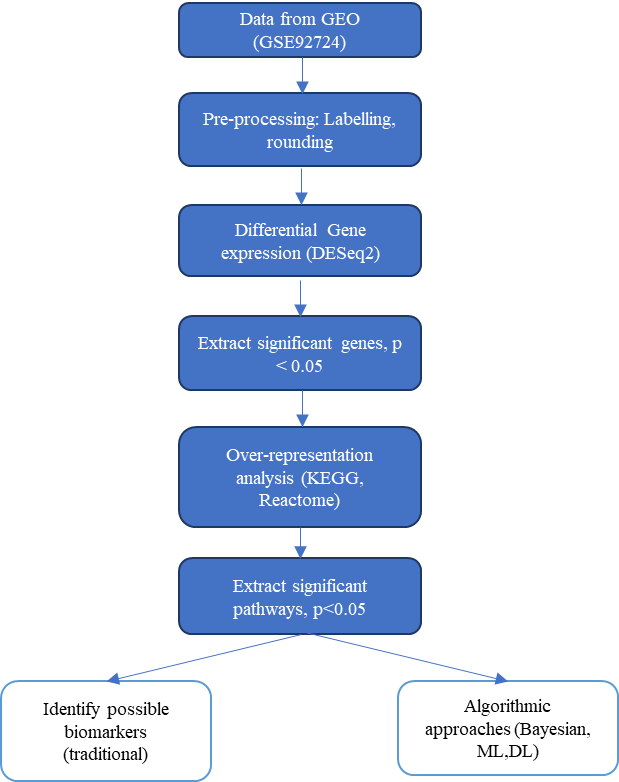 Data from GEO
(GSE92724)
Pre-processing: Labelling,
rounding
Differential Gene
expression (DESeq2)
Extract significant genes, p
< 0.05
Over-representation
analysis (KEGG,
Reactome)
Extract significant
pathways, p<0.05
Identify possible
biomarkers
(traditional)
Algorithmic
approaches (Bayesian,
ML,DL)